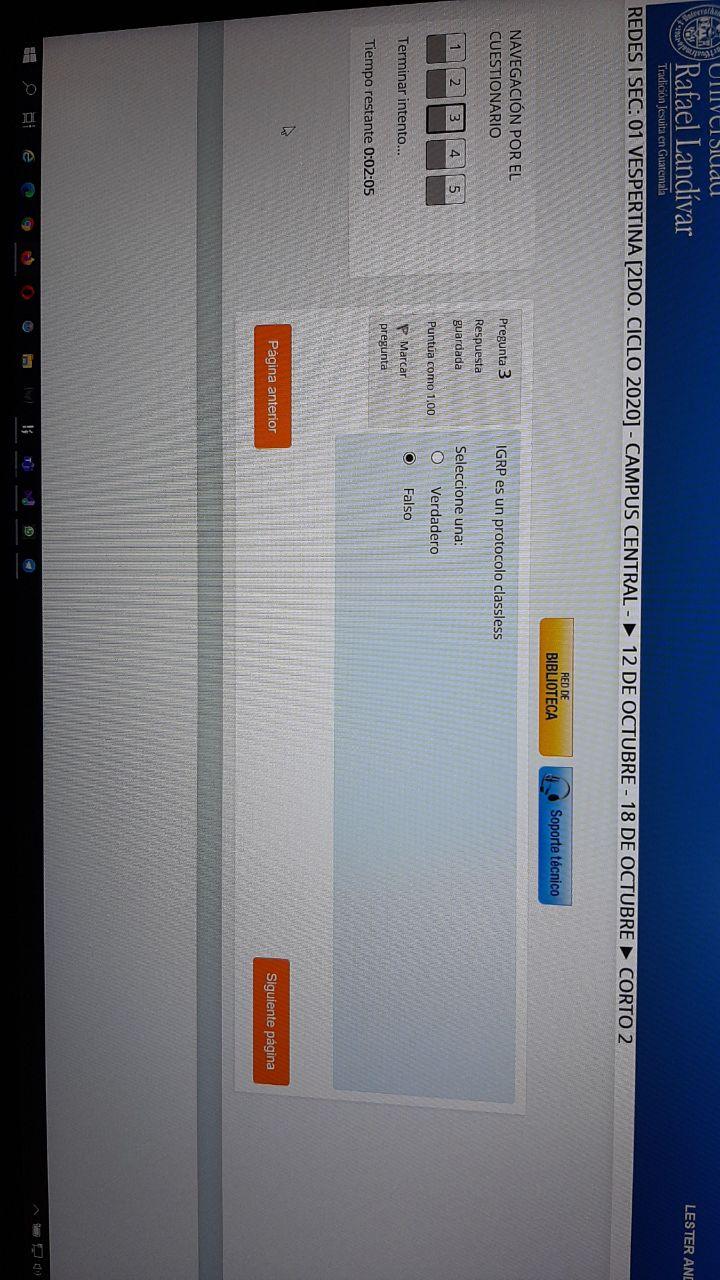 Universidad
Rafael Landívar
Tradición Jesuita en Guatemala
LESTER AND
REDES I SEC: 01 VESPERTINA [2DO. CICLO 2020] - CAMPUS CENTRAL - ► 12 DE OCTUBRE - 18 DE OCTUBRE ► CORTO 2
RED DE
BIBLIOTECA
Soporte técnico
NAVEGACIÓN POR EL
CUESTIONARIO
1 2 3 4 5
Terminar intento...
Tiempo restante 0:02:05
Pregunta 3
Respuesta
guardada
Puntúa como 1.00
Marcar
pregunta
IGRP es un protocolo classless
Seleccione una:
Verdadero
Falso
Página anterior
Siguiente página